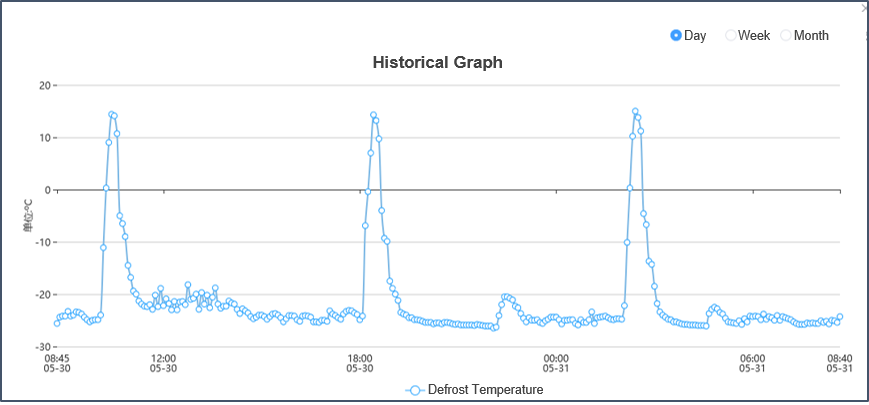 Day Week Month
Historical Graph
20
10
0
-10
-20
-30
单位:℃
08:45 12:00 18:00 00:00 06:00 08:40
05-30 05-30 05-30 05-31 05-31 05-31
Defrost Temperature